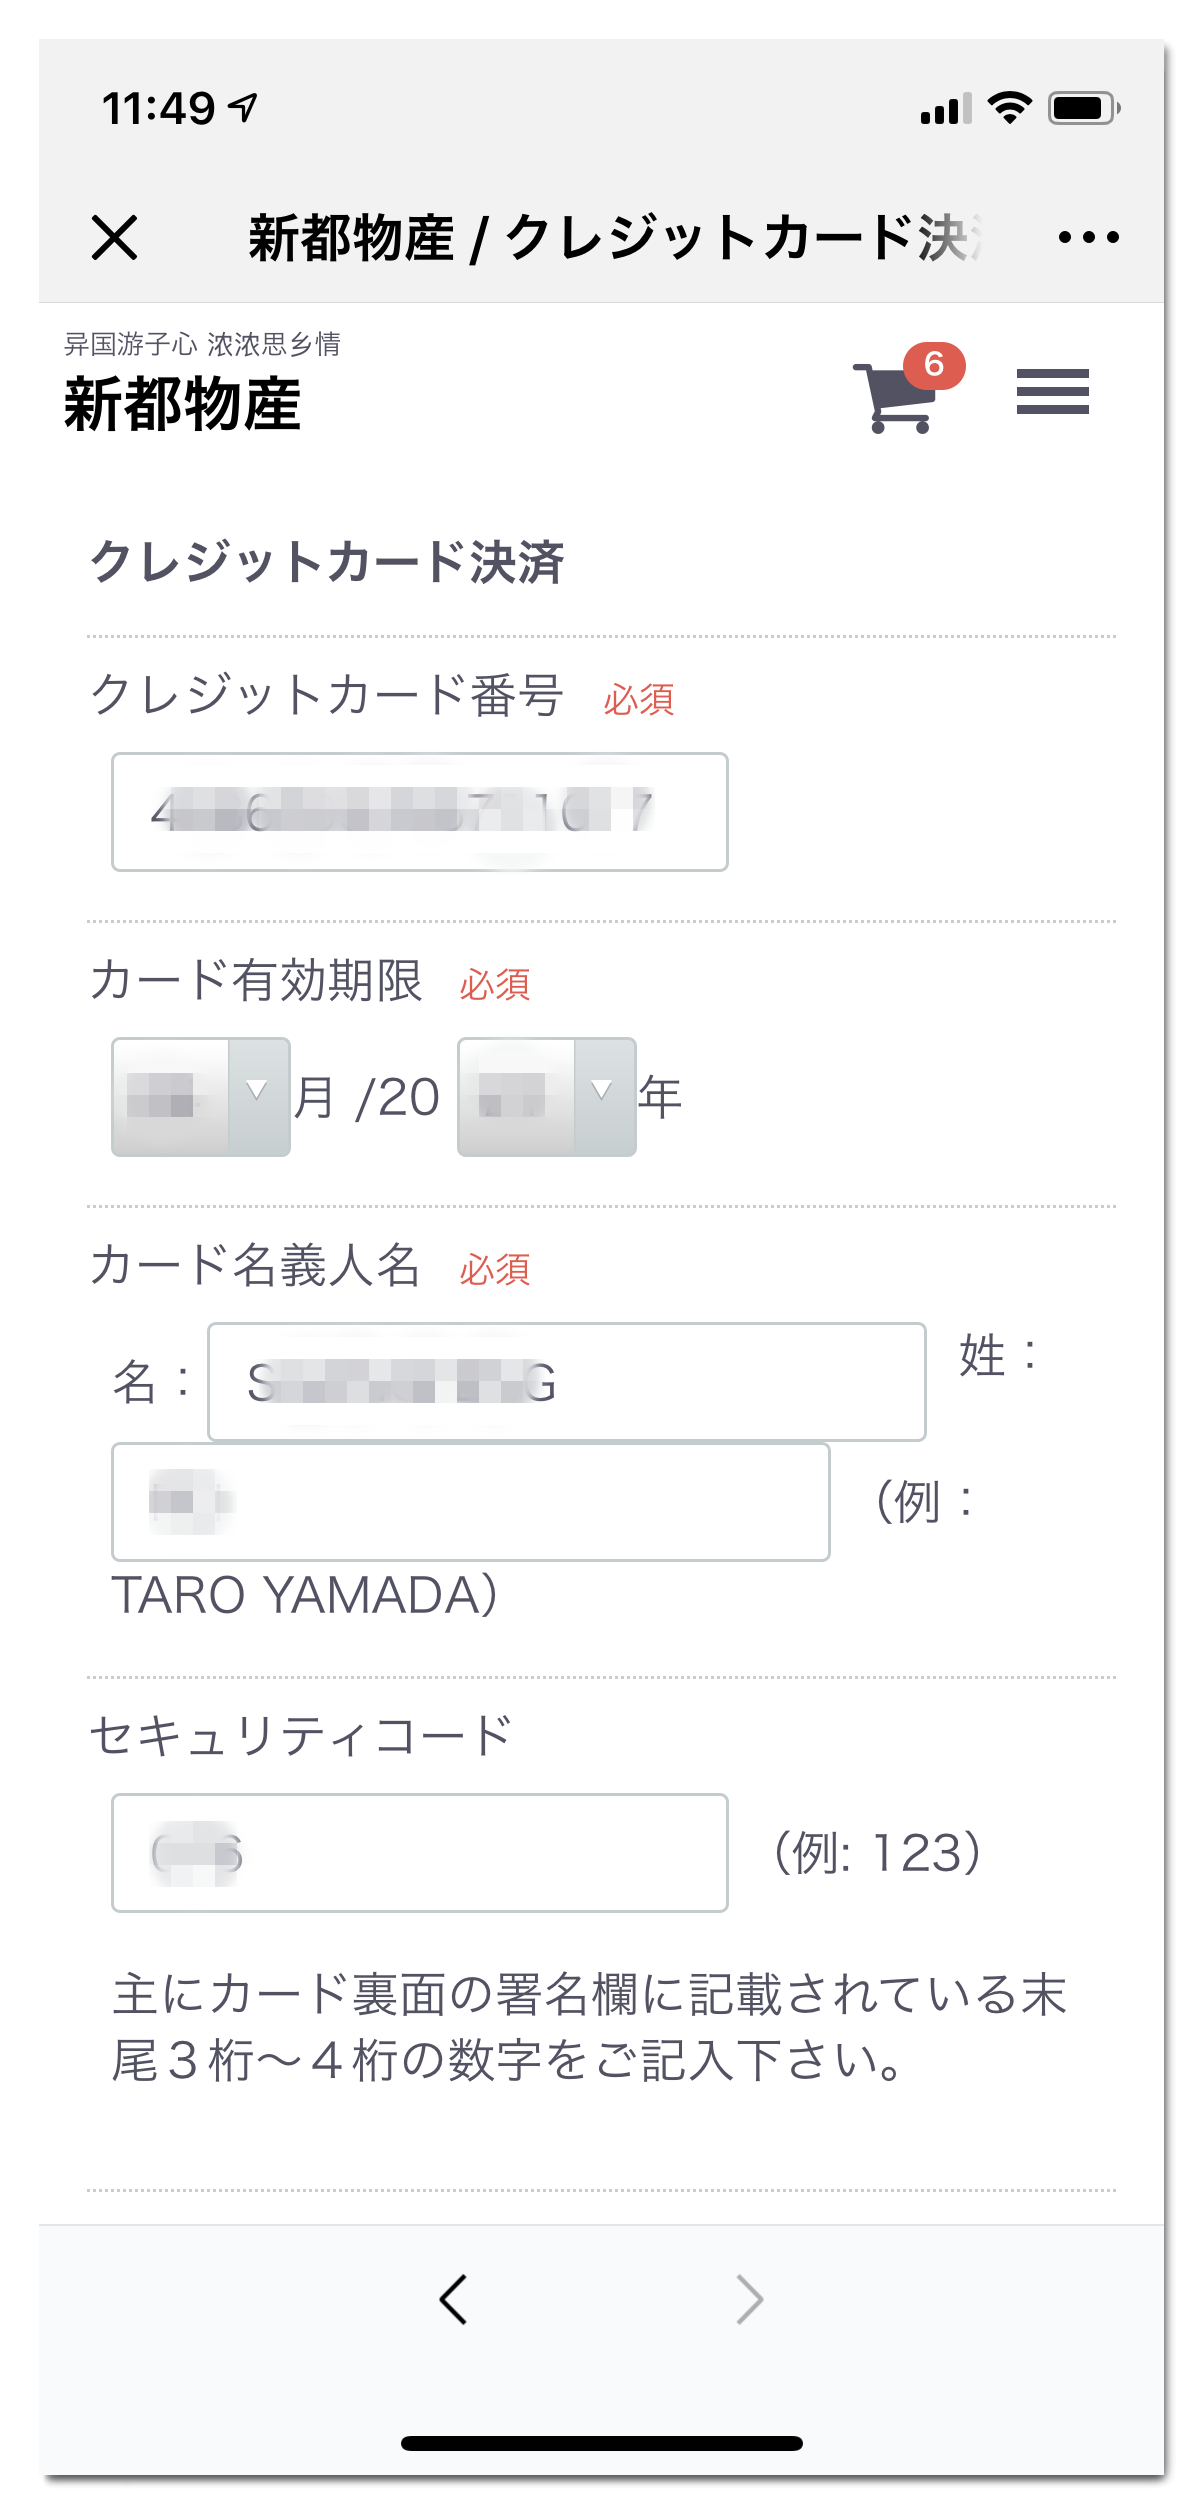 11:49
新都物産 / クレジットカード決
异国游子心 浓浓思乡情
新都物産
6
クレジットカード決済
クレジットカード番号 必須
カード有効期限 必須
月 /20 年
カード名義人名 必須
名： 姓：
（例：
TARO YAMADA）
セキュリティコード
（例: 123）
主にカード裏面の署名欄に記載されている末
尾３桁～４桁の数字をご記入下さい。